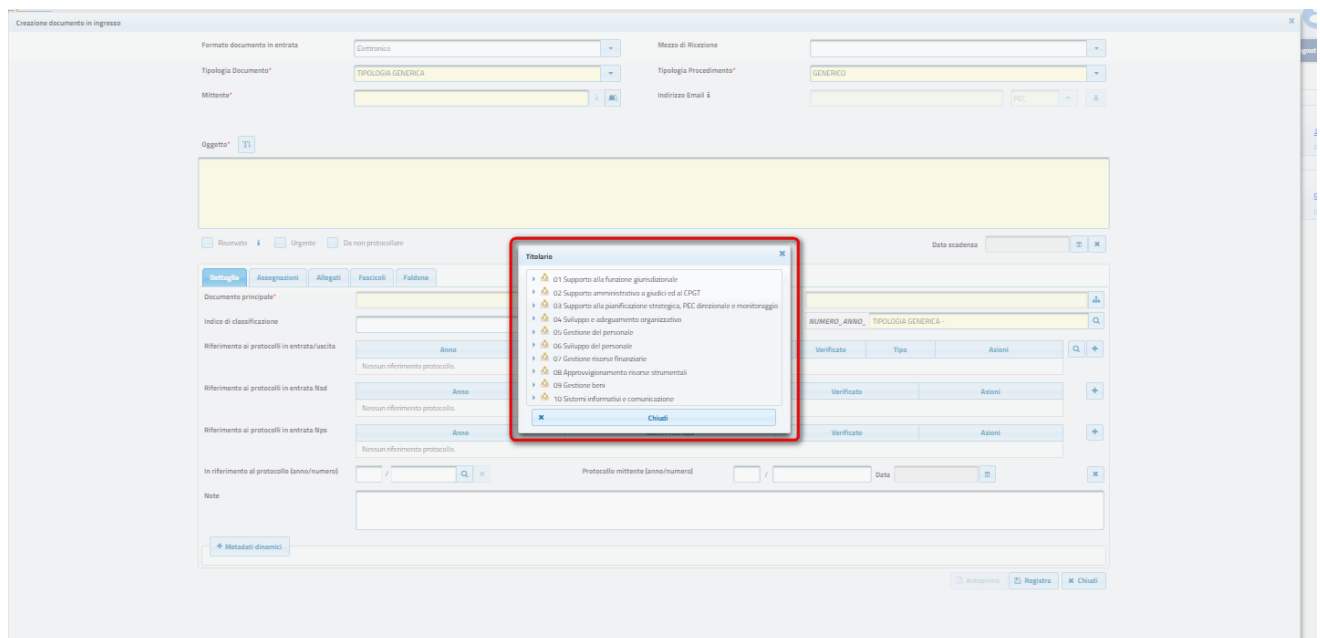 Creazione documento in ingresso
Formato documento in entrata
Elettronico
Mezzo di Ricezione
Tipologia Documento*
TIPOLOGIA GENERICA
Tipologia Procedimento*
GENERICO
Mittente*
Indirizzo Email
PEC
Oggetto*
Riservato
Urgente
Da non protocollare
Data scadenza
Titolario
01 Supporto alla funzione giurisdizionale
02 Supporto amministrativo a giudici ed al CPGT
03 Supporto alla pianificazione strategica, PEC direzionale e monitoraggio
04 Sviluppo e adeguamento organizzativo
05 Gestione del personale
06 Sviluppo del personale
07 Gestione risorse finanziarie
08 Approvvigionamento risorse strumentali
09 Gestione beni
10 Sistemi informativi e comunicazione
Chiudi
Dettaglio Assegnazioni Allegati Fascicoli Faldone
Documento principale*
Indice di classificazione
NUMERO_ANNO_ TIPOLOGIA GENERICA -
Riferimento ai protocolli in entrata/uscita
Anno Verificato Tipo Azioni
Nessun riferimento protocollo.
Riferimento ai protocolli in entrata Nsd
Anno Verificato Azioni
Nessun riferimento protocollo.
Riferimento ai protocolli in entrata Nps
Anno Verificato Azioni
Nessun riferimento protocollo.
In riferimento al protocollo (anno/numero) /
Protocollo mittente (anno/numero) / Data
Note
+ Metadati dinamici
Anteprima Registra Chiudi